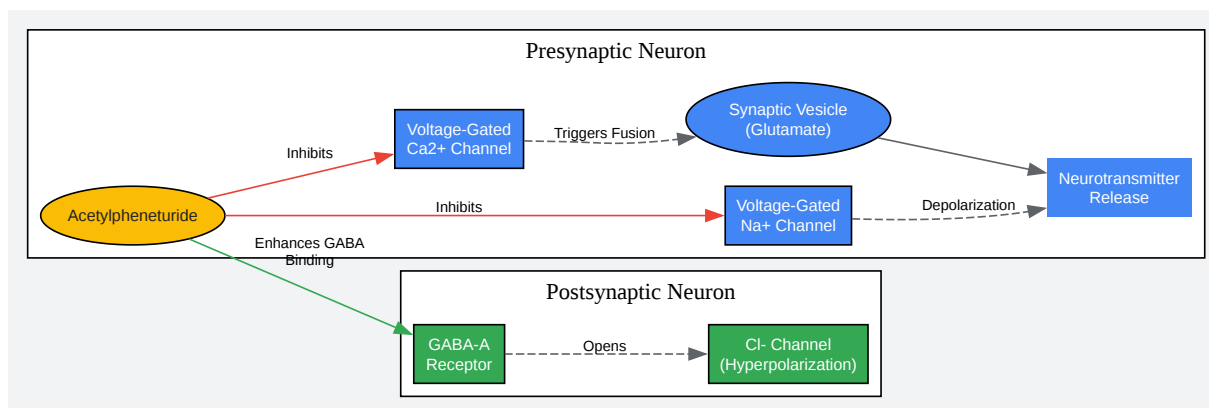 Presynaptic Neuron
Synaptic Vesicle
(Glutamate)
Voltage-Gated
Ca2+ Channel
Triggers Fusion
Inhibits
Neurotmitter
Release
Acetylpheneturide
Inhibits
Voltage-Gated
Na+ Channel
Depolarization
Enhances GABA
Binding
Postsynaptic Neuron
GABA-A
Receptor
Opens
Cl- Channel
(Hyperpolarization)